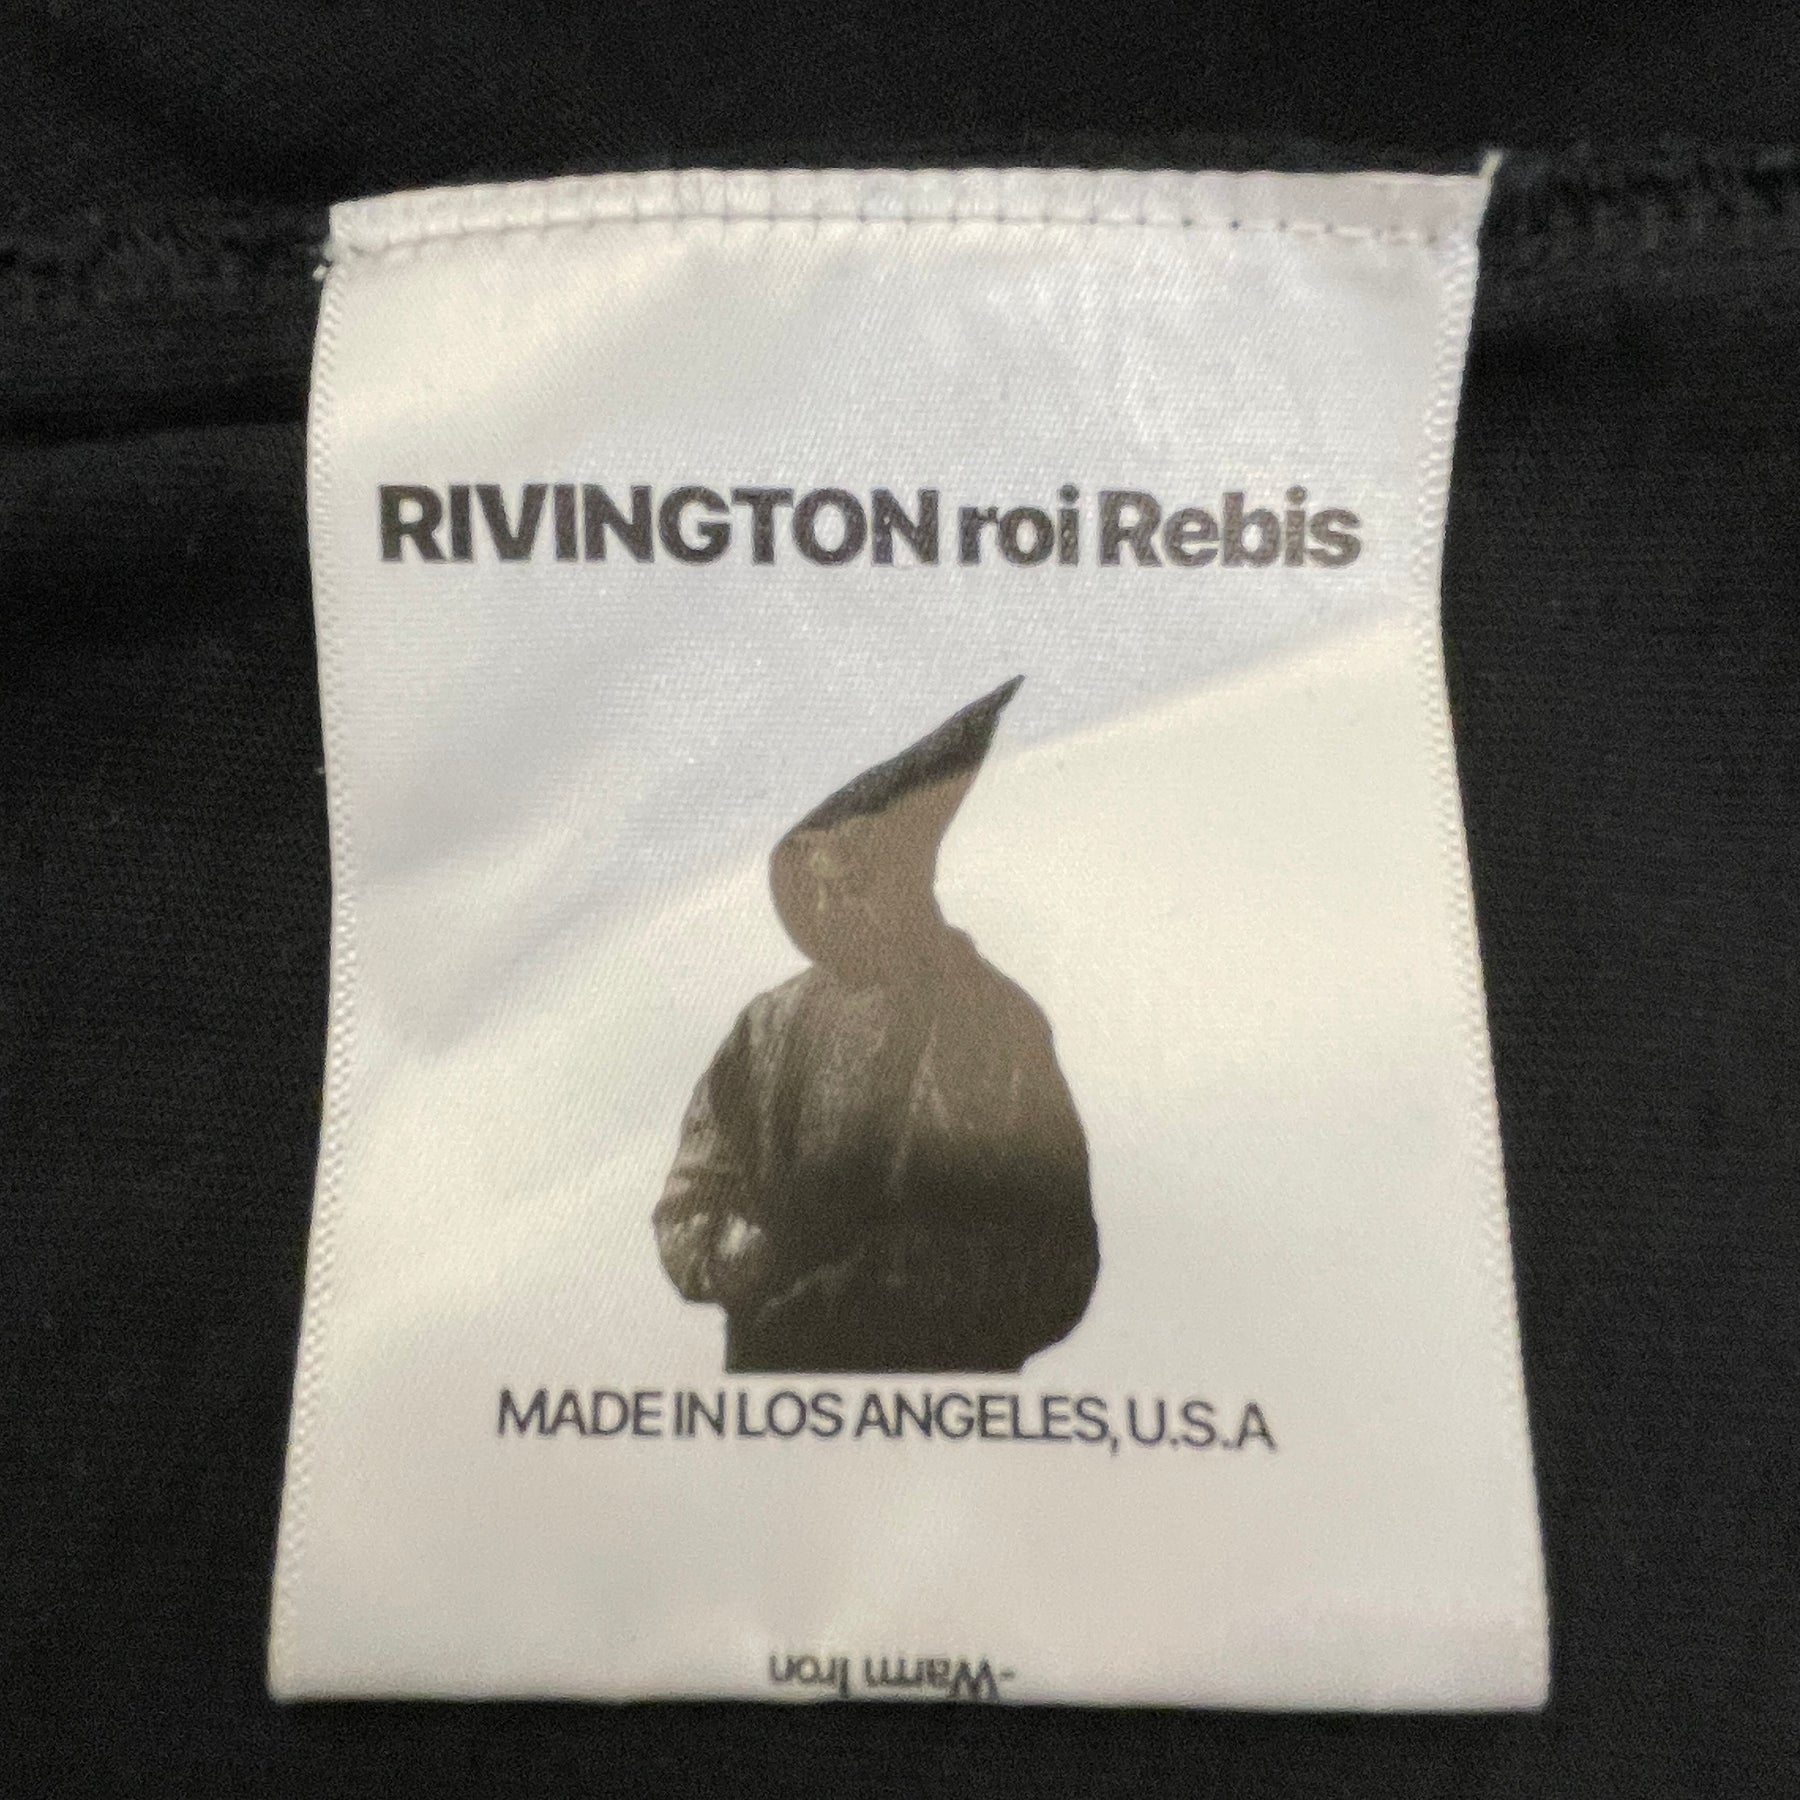 RIVINGTON roi Rebis
MADE IN LOS ANGELES, U.S.A
-Warm Iron